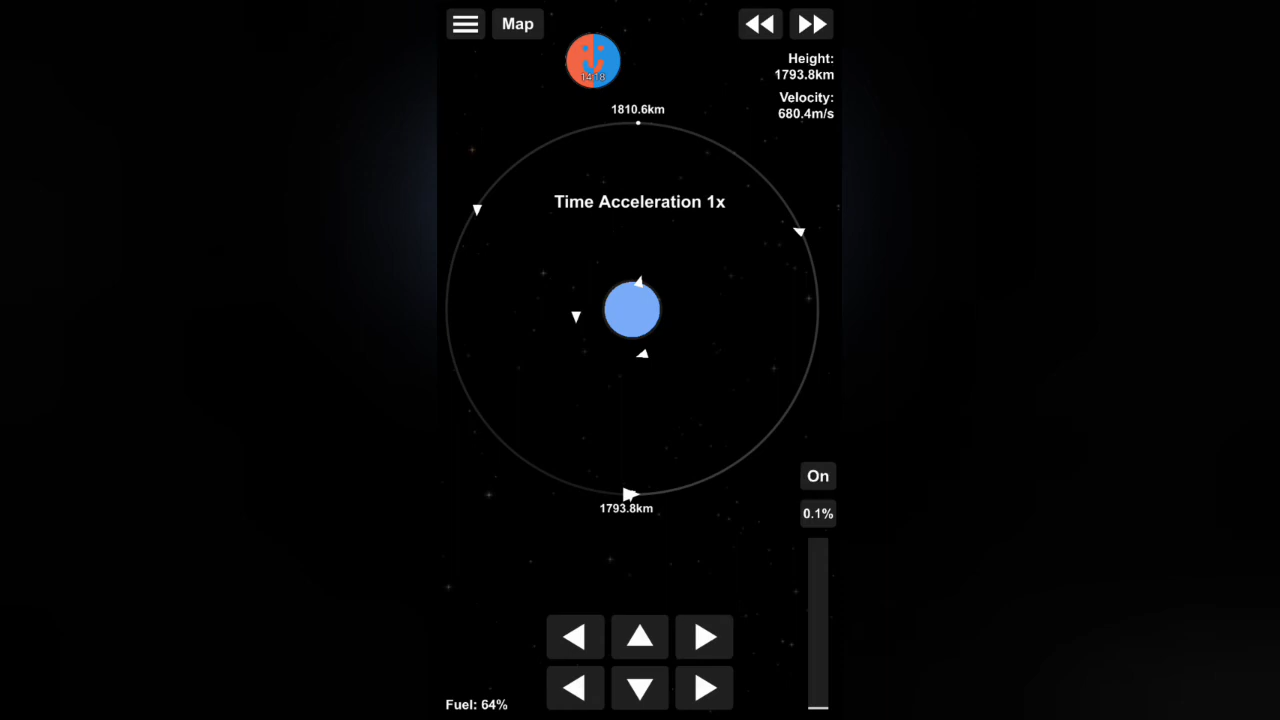 Map
14:18
Height:
1793.8km
Velocity:
680.4m/s
1810.6km
Time Acceleration 1x
1793.8km
On
0.1%
Fuel: 64%